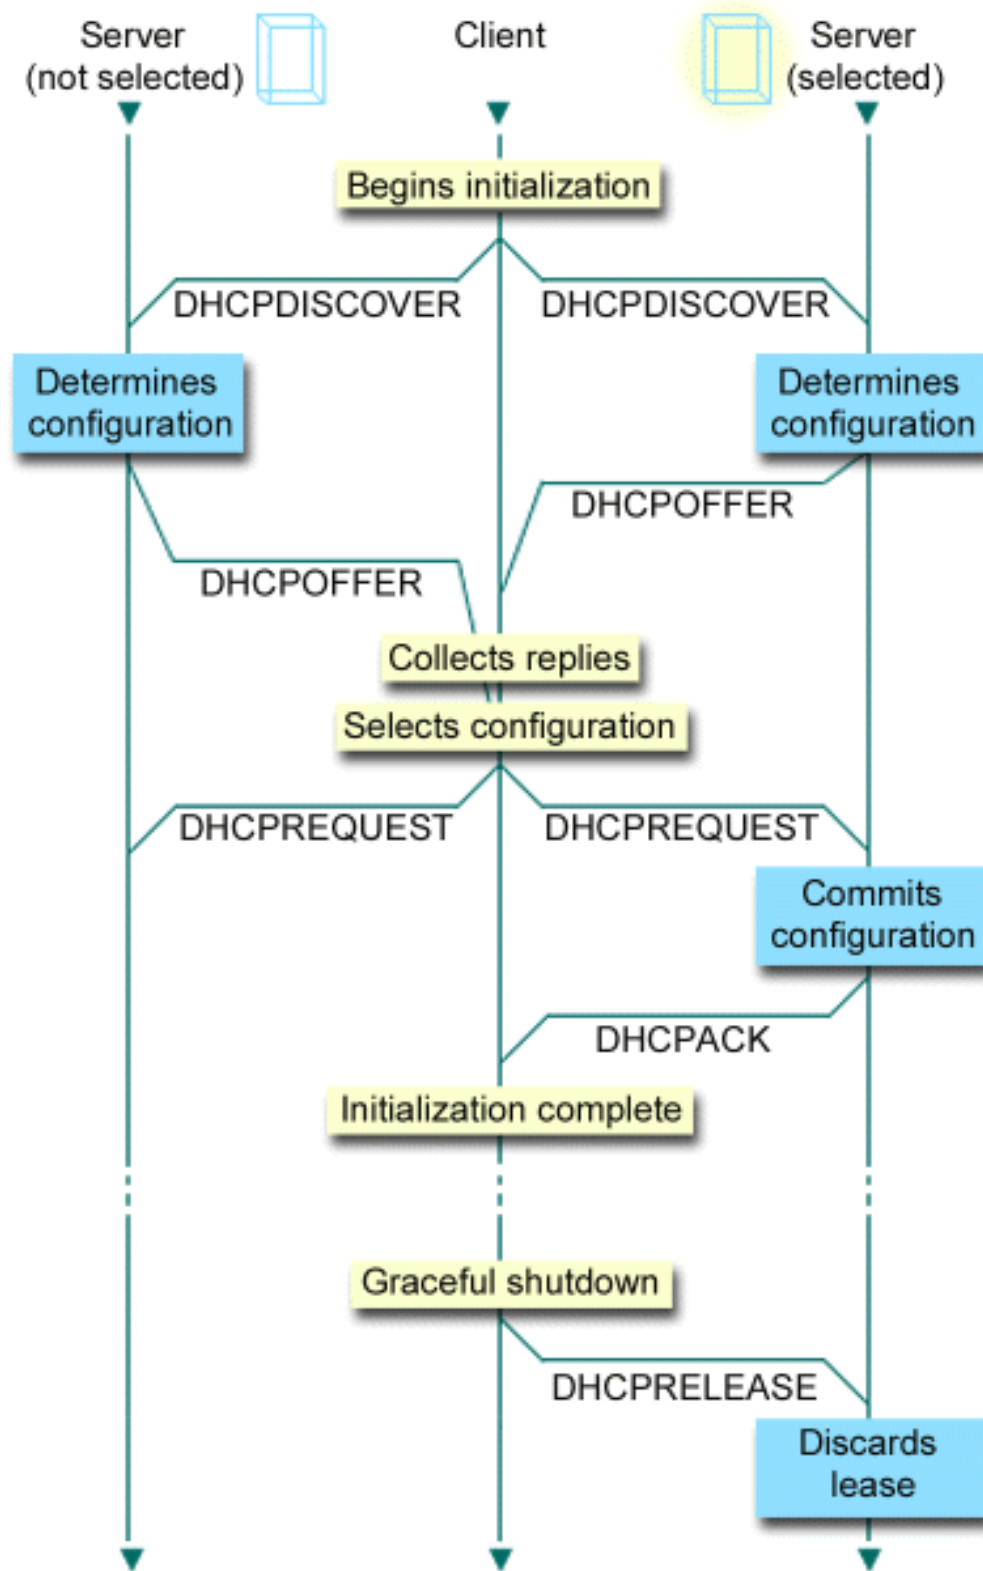 Server
(not selected)
Client
Server
(selected)
Begins initialization
DHCPDISCOVER
DHCPDISCOVER
Determines
configuration
Determines
configuration
DHCPOFFER
DHCPOFFER
Collects replies
Selects configuration
DHCPREQUEST
DHCPREQUEST
Commits
configuration
DHCPACK
Initialization complete
Graceful shutdown
DHCPRELEASE
Discards
lease